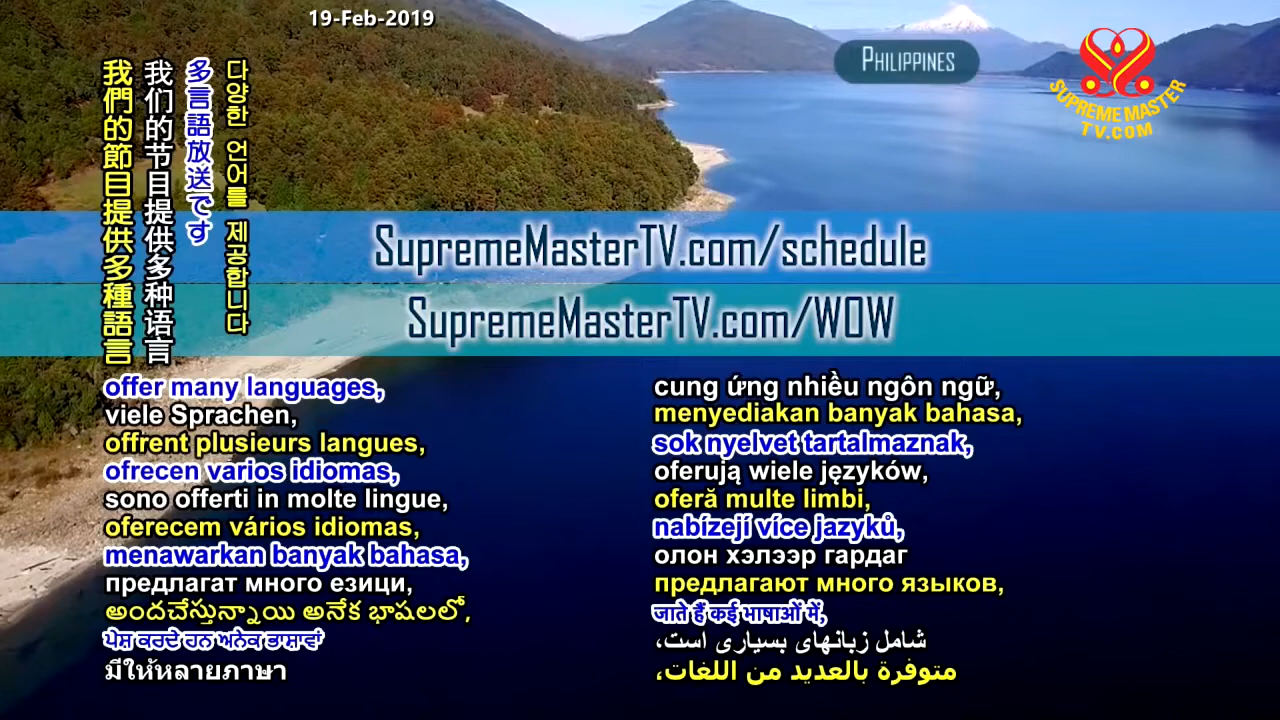 19-Feb-2019
PHILIPPINES
SUPREME MASTER
TV.COM
我們的節目提供多種語言
我们的节目提供多种语言
多言語放送です
다양한 언어를 제공합니다
SupremeMasterTV.com/schedule
SupremeMasterTV.com/WOW
offer many languages,
viele Sprachen,
offrent plusieurs langues,
ofrecen varios idiomas,
sono offerti in molte lingue,
oferecem vários idiomas,
menawarkan banyak bahasa,
предлагат много езици,
అందచేస్తున్నాయి అనేక భాషలలో,
ਪੇਸ਼ ਕਰਦੇ ਹਨ ਅਨੇਕ ਭਾਸ਼ਾਵਾਂ
มีให้หลายภาษา
cung ứng nhiều ngôn ngữ,
menyediakan banyak bahasa,
sok nyelvet tartalmaznak,
oferują wiele języków,
oferă multe limbi,
nabízejí více jazyků,
олон хэлээр гардаг
предлагают много языков,
जाते हैं कई भाषाओं में,
شامل زبانهای بسیاری است،
متوفرة بالعديد من اللغات،